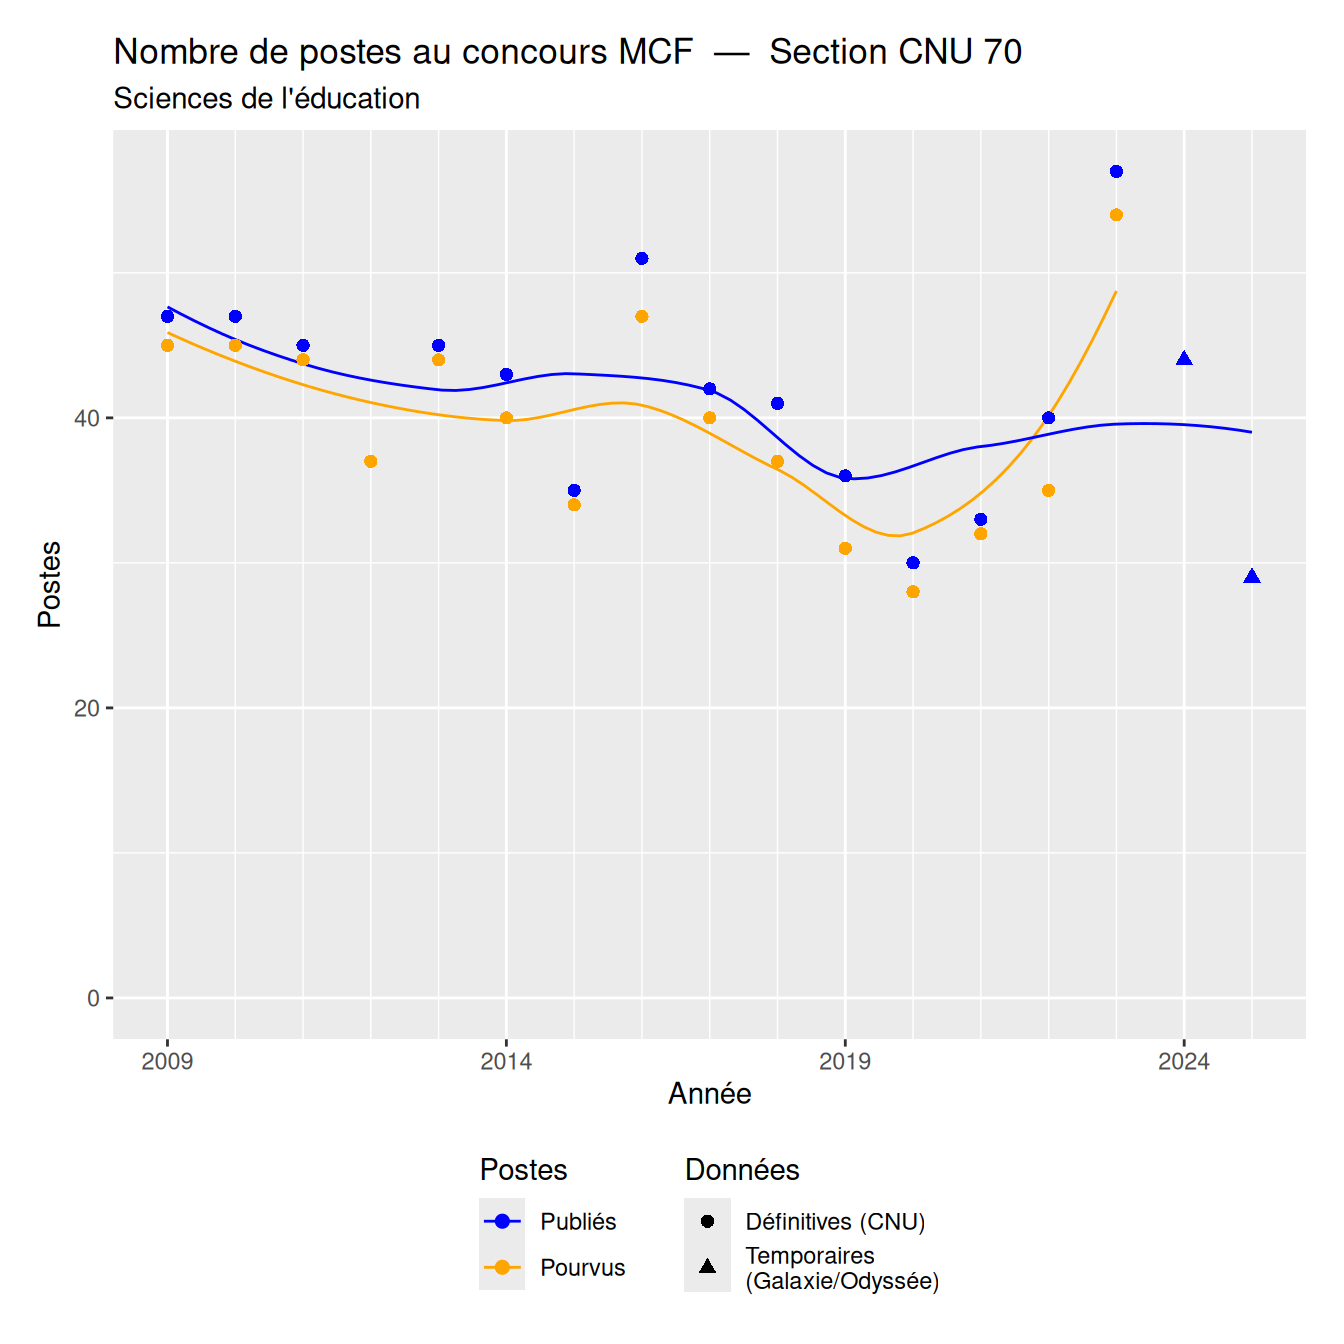 Nombre de postes au concours MCF  —  Section CNU 70
Sciences de l'éducation
Postes
40
20
0
2009
2014
2019
2024
Année
Postes
Publiés
Pourvus
Données
Définitives (CNU)
Temporaires
(Galaxie/Odyssée)